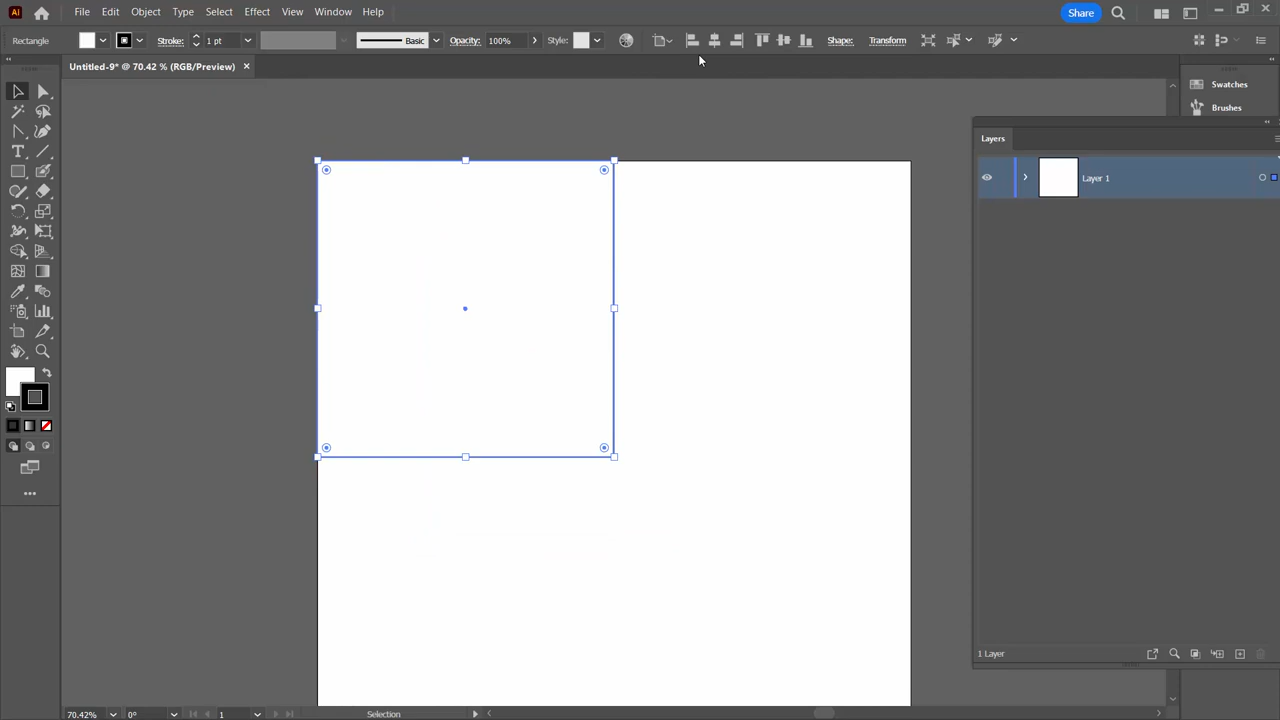 Ai File Edit Object Type Select Effect View Window Help Share
Rectangle Stroke: 1 pt Basic Opacity: 100% Style: Shape: Transform
Untitled-9* @ 70.42 % (RGB/Preview) ×
Swatches
Brushes
Layers
Layer 1
1 Layer
70.42% 0° 1 Selection